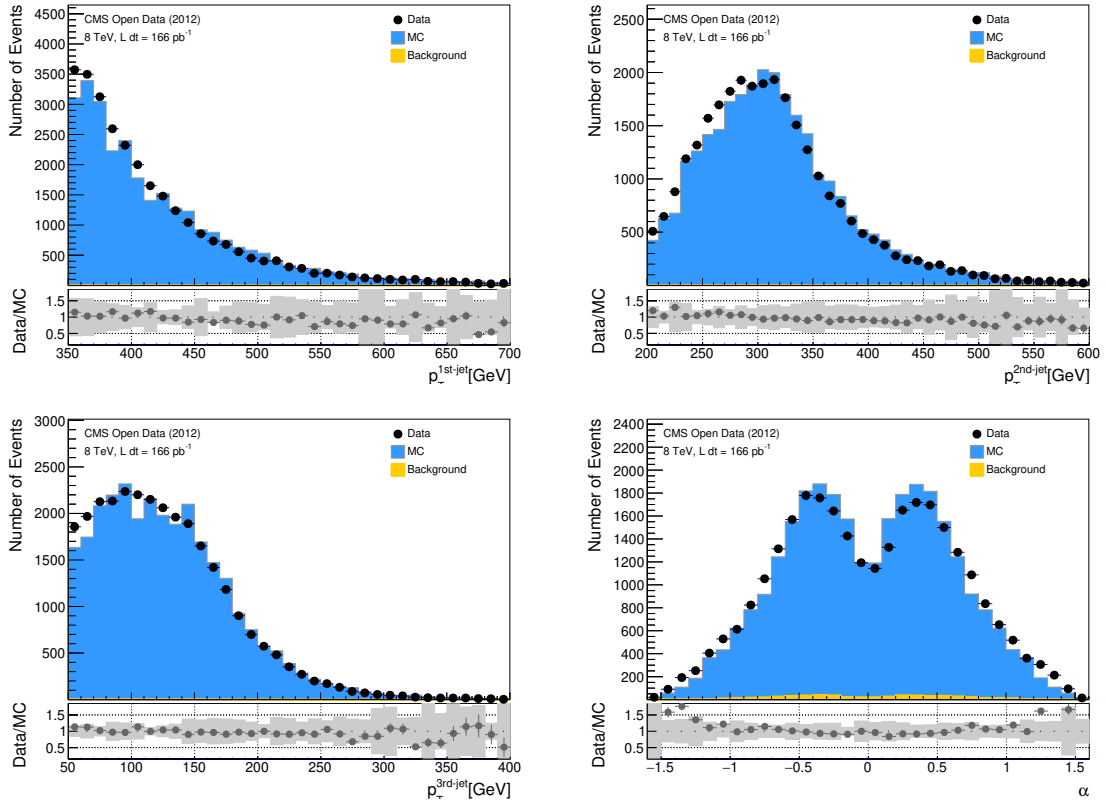 Number of Events
4500
4000
3500
3000
2500
2000
1500
1000
500
CMS Open Data (2012)
8 TeV, L dt = 166 pb⁻¹
Data
MC
Background
Data/MC
1.5
1
0.5
350 400 450 500 550 600 650 700
p_T^1st-jet[GeV]
Number of Events
2500
2000
1500
1000
500
CMS Open Data (2012)
8 TeV, L dt = 166 pb⁻¹
Data
MC
Background
Data/MC
1.5
1
0.5
200 250 300 350 400 450 500 550 600
p_T^2nd-jet[GeV]
Number of Events
3000
2500
2000
1500
1000
500
CMS Open Data (2012)
8 TeV, L dt = 166 pb⁻¹
Data
MC
Background
Data/MC
1.5
1
0.5
50 100 150 200 250 300 350 400
p_T^3rd-jet[GeV]
Number of Events
2400
2200
2000
1800
1600
1400
1200
1000
800
600
400
200
CMS Open Data (2012)
8 TeV, L dt = 166 pb⁻¹
Data
MC
Background
Data/MC
1.5
1
0.5
−1.5 −1 −0.5 0 0.5 1 1.5
α